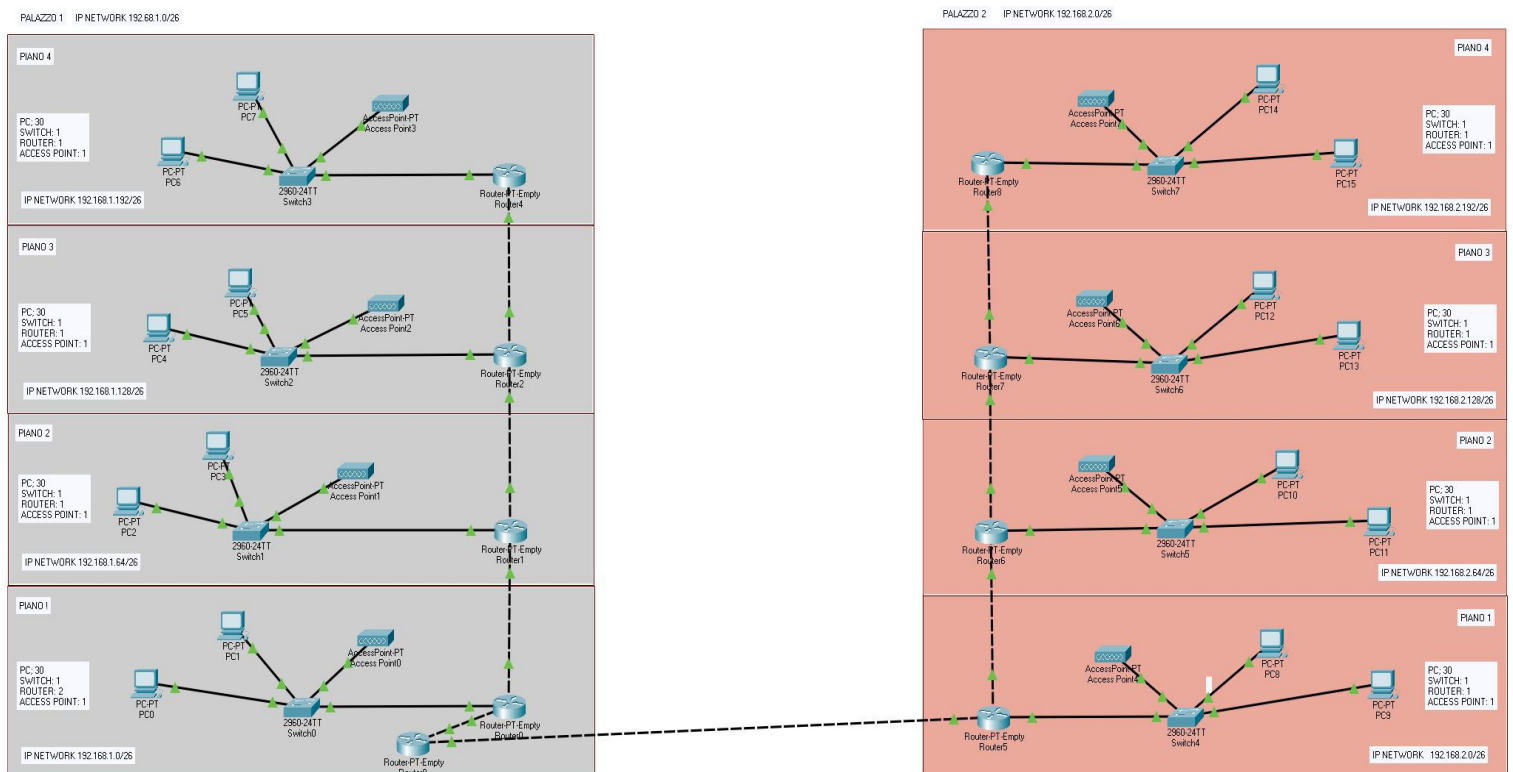 PALAZZO 1 IP NETWORK 192.68.1.0/26
PIANO 4
PC; 30
SWITCH: 1
ROUTER: 1
ACCESS POINT: 1
PC-PT
PC7
AccessPoint-PT
Access Point3
PC-PT
PC6
2960-24TT
Switch3
Router-PT-Empty
Router4
IP NETWORK 192.168.1.192/26
PIANO 3
PC; 30
SWITCH: 1
ROUTER: 1
ACCESS POINT: 1
PC-PT
PC5
AccessPoint-PT
Access Point2
PC-PT
PC4
2960-24TT
Switch2
Router-PT-Empty
Router2
IP NETWORK 192.168.1.128/26
PIANO 2
PC; 30
SWITCH: 1
ROUTER: 1
ACCESS POINT: 1
PC-PT
PC3
AccessPoint-PT
Access Point1
PC-PT
PC2
2960-24TT
Switch1
Router-PT-Empty
Router1
IP NETWORK 192.168.1.64/26
PIANO !
PC; 30
SWITCH: 1
ROUTER: 2
ACCESS POINT: 1
PC-PT
PC1
AccessPoint-PT
Access Point0
PC-PT
PC0
2960-24TT
Switch0
Router-PT-Empty
Router0
Router-PT-Empty
IP NETWORK 192.168.1.0/26
PALAZZO 2 IP NETWORK 192.168.2.0/26
PIANO 4
AccessPoint-PT
Access Point7
PC-PT
PC14
PC; 30
SWITCH: 1
ROUTER: 1
ACCESS POINT: 1
Router-PT-Empty
Router8
2960-24TT
Switch7
PC-PT
PC15
IP NETWORK 192.168.2.192/26
PIANO 3
AccessPoint-PT
Access Point6
PC-PT
PC12
PC; 30
SWITCH: 1
ROUTER: 1
ACCESS POINT: 1
Router-PT-Empty
Router7
2960-24TT
Switch6
PC-PT
PC13
IP NETWORK 192.168.2.128/26
PIANO 2
AccessPoint-PT
Access Point5
PC-PT
PC10
PC; 30
SWITCH: 1
ROUTER: 1
ACCESS POINT: 1
Router-PT-Empty
Router6
2960-24TT
Switch5
PC-PT
PC11
IP NETWORK 192.168.2.64/26
PIANO 1
AccessPoint-PT
Access Point4
PC-PT
PC8
PC; 30
SWITCH: 1
ROUTER: 1
ACCESS POINT: 1
Router-PT-Empty
Router5
2960-24TT
Switch4
PC-PT
PC9
IP NETWORK 192.168.2.0/26